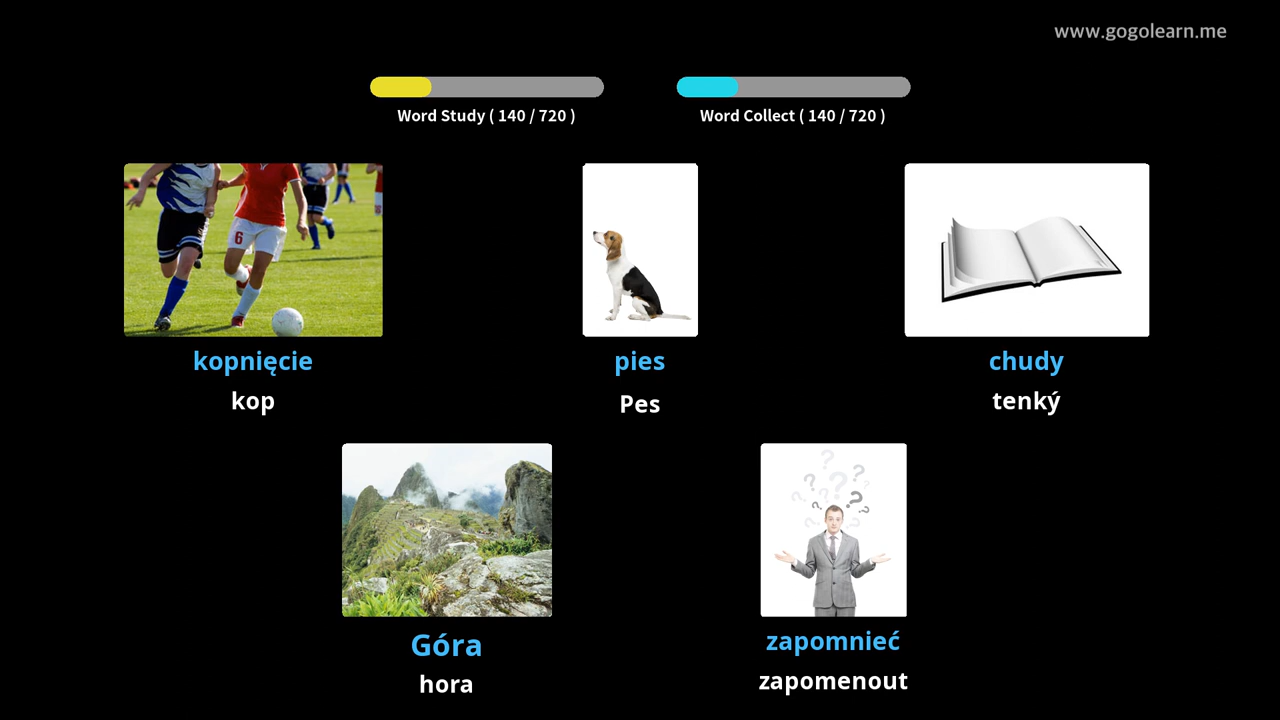 www.gogolearn.me
Word Study ( 140 / 720 )
Word Collect ( 140 / 720 )
6
kopnięcie
kop
pies
Pes
chudy
tenký
Góra
hora
zapomnieć
zapomenout